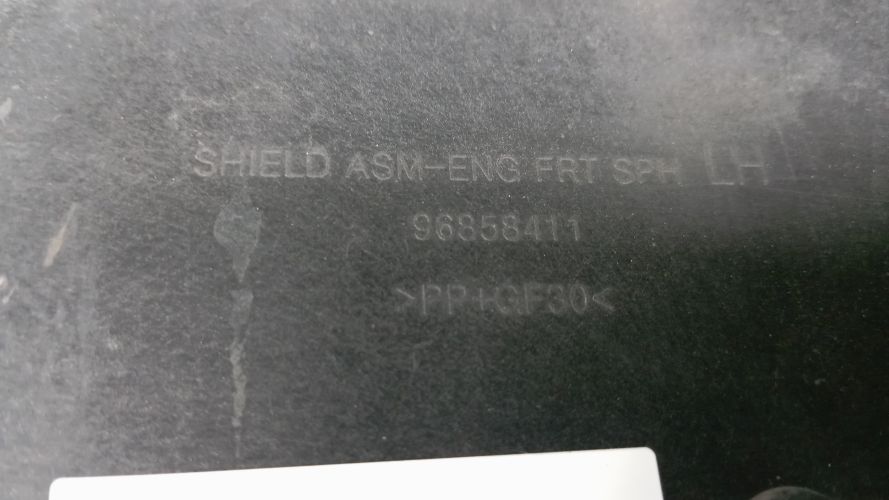 SHIELD ASM-ENG FRT SPH LH
96858411
>PP+GF30<